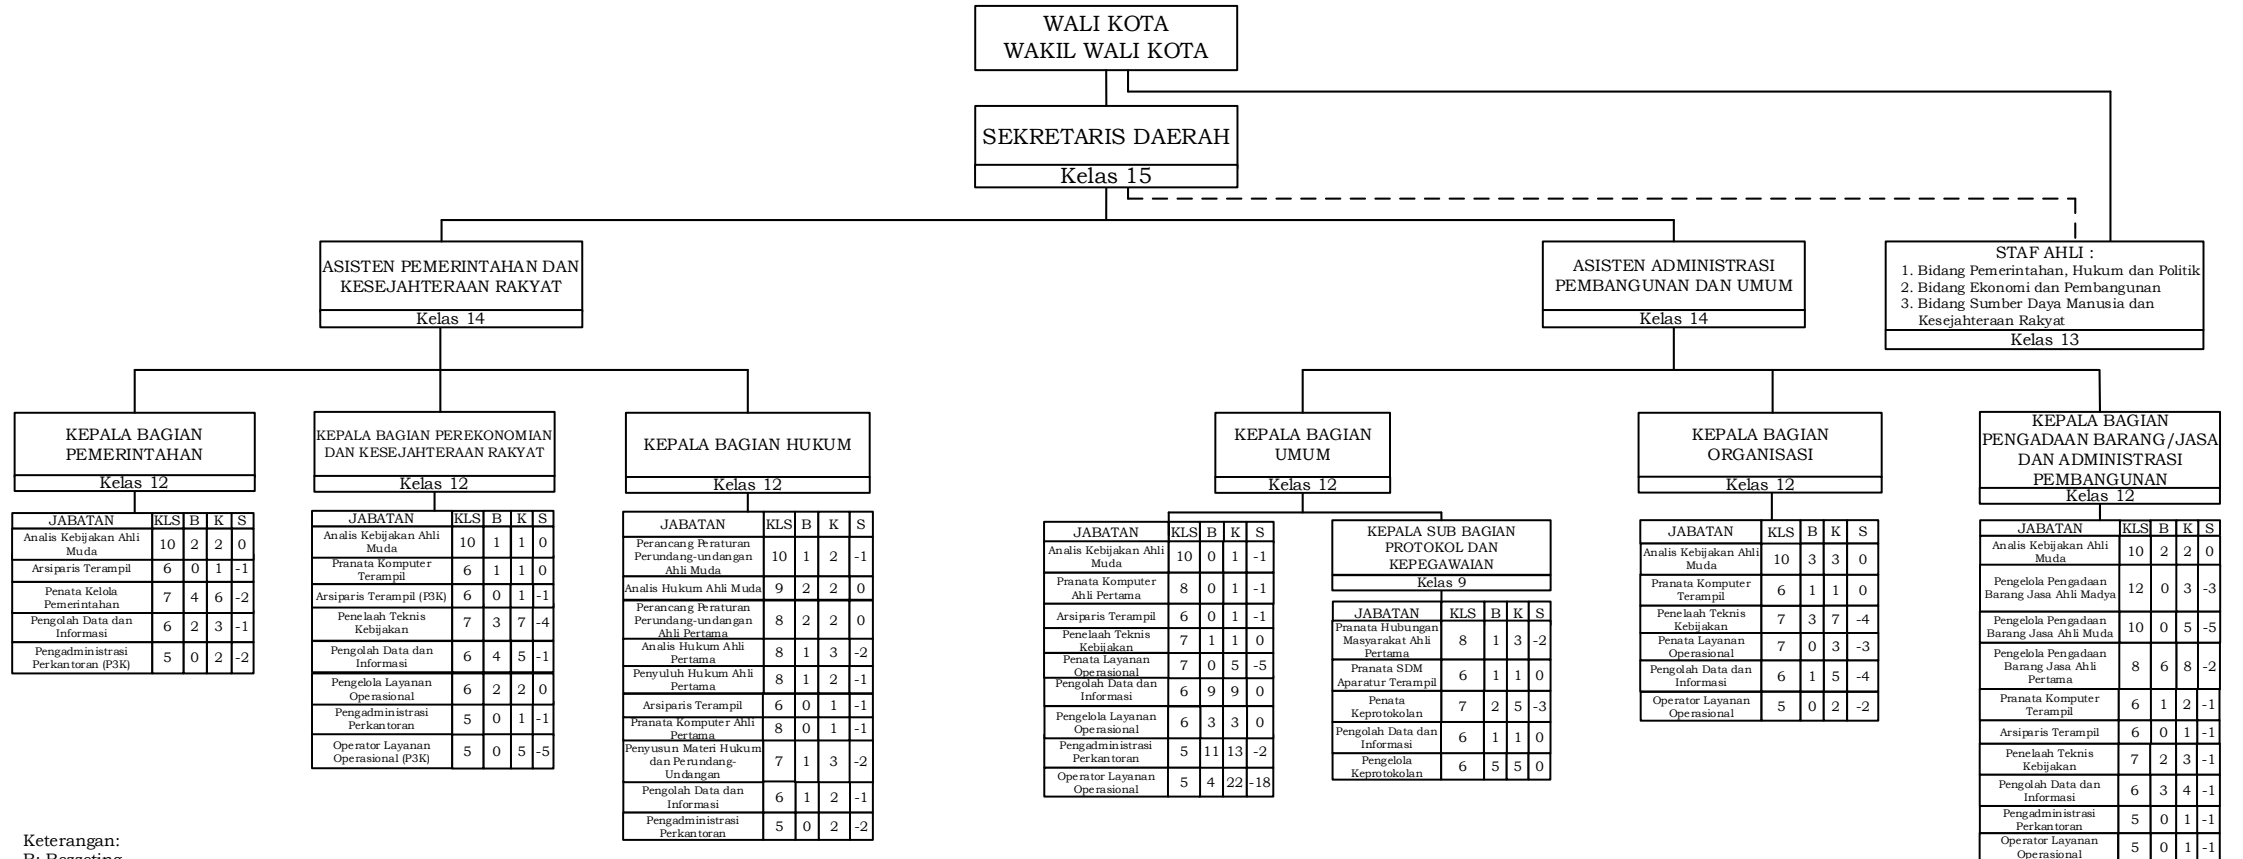 WALI KOTA
WAKIL WALI KOTA
SEKRETARIS DAERAH
Kelas 15
ASISTEN PEMERINTAHAN DAN
KESEJAHTERAAN RAKYAT
Kelas 14
ASISTEN ADMINISTRASI
PEMBANGUNAN DAN UMUM
Kelas 14
STAF AHLI :
1. Bidang Pemerintahan, Hukum dan Politik
2. Bidang Ekonomi dan Pembangunan
3. Bidang Sumber Daya Manusia dan
Kesejahteraan Rakyat
Kelas 13
KEPALA BAGIAN
PEMERINTAHAN
Kelas 12
JABATAN KLS B K S
Analis Kebijakan Ahli
Muda 10 2 2 0
Arsiparis Terampil 6 0 1 -1
Penata Kelola
Pemerintahan 7 4 6 -2
Pengolah Data dan
Informasi 6 2 3 -1
Pengadministrasi
Perkantoran (P3K) 5 0 2 -2
KEPALA BAGIAN PEREKONOMIAN
DAN KESEJAHTERAAN RAKYAT
Kelas 12
JABATAN KLS B K S
Analis Kebijakan Ahli
Muda 10 1 1 0
Pranata Komputer
Terampil 6 1 1 0
Arsiparis Terampil (P3K) 6 0 1 -1
Penelaah Teknis
Kebijakan 7 3 7 -4
Pengolah Data dan
Informasi 6 4 5 -1
Pengelola Layanan
Operasional 6 2 2 0
Pengadministrasi
Perkantoran 5 0 1 -1
Operator Layanan
Operasional (P3K) 5 0 5 -5
KEPALA BAGIAN HUKUM
Kelas 12
JABATAN KLS B K S
Perancang Peraturan
Perundang-undangan
Ahli Muda 10 1 2 -1
Analis Hukum Ahli Muda 9 2 2 0
Perancang Peraturan
Perundang-undangan
Ahli Pertama 8 2 2 0
Analis Hukum Ahli
Pertama 8 1 3 -2
Penyuluh Hukum Ahli
Pertama 8 1 2 -1
Arsiparis Terampil 6 0 1 -1
Pranata Komputer Ahli
Pertama 8 0 1 -1
Penyusun Materi Hukum
dan Perundang-
Undangan 7 1 3 -2
Pengolah Data dan
Informasi 6 1 2 -1
Pengadministrasi
Perkantoran 5 0 2 -2
KEPALA BAGIAN
UMUM
Kelas 12
JABATAN KLS B K S
Analis Kebijakan Ahli
Muda 10 0 1 -1
Pranata Komputer
Ahli Pertama 8 0 1 -1
Arsiparis Terampil 6 0 1 -1
Penelaah Teknis
Kebijakan 7 1 1 0
Penata Layanan
Operasional 7 0 5 -5
Pengolah Data dan
Informasi 6 9 9 0
Pengelola Layanan
Operasional 6 3 3 0
Pengadministrasi
Perkantoran 5 11 13 -2
Operator Layanan
Operasional 5 4 22 -18
KEPALA SUB BAGIAN
PROTOKOL DAN
KEPEGAWAIAN
Kelas 9
JABATAN KLS B K S
Pranata Hubungan
Masyarakat Ahli
Pertama 8 1 3 -2
Pranata SDM
Aparatur Terampil 6 1 1 0
Penata
Keprotokolan 7 2 5 -3
Pengolah Data dan
Informasi 6 1 1 0
Pengelola
Keprotokolan 6 5 5 0
KEPALA BAGIAN
ORGANISASI
Kelas 12
JABATAN KLS B K S
Analis Kebijakan Ahli
Muda 10 3 3 0
Pranata Komputer
Terampil 6 1 1 0
Penelaah Teknis
Kebijakan 7 3 7 -4
Penata Layanan
Operasional 7 0 3 -3
Pengolah Data dan
Informasi 6 1 5 -4
Operator Layanan
Operasional 5 0 2 -2
KEPALA BAGIAN
PENGADAAN BARANG/JASA
DAN ADMINISTRASI
PEMBANGUNAN
Kelas 12
JABATAN KLS B K S
Analis Kebijakan Ahli
Muda 10 2 2 0
Pengelola Pengadaan
Barang Jasa Ahli Madya 12 0 3 -3
Pengelola Pengadaan
Barang Jasa Ahli Muda 10 0 5 -5
Pengelola Pengadaan
Barang Jasa Ahli
Pertama 8 6 8 -2
Pranata Komputer
Terampil 6 1 2 -1
Arsiparis Terampil 6 0 1 -1
Penelaah Teknis
Kebijakan 7 2 3 -1
Pengolah Data dan
Informasi 6 3 4 -1
Pengadministrasi
Perkantoran 5 0 1 -1
Operator Layanan
Operasional 5 0 1 -1
Keterangan:
B: Bezzeting